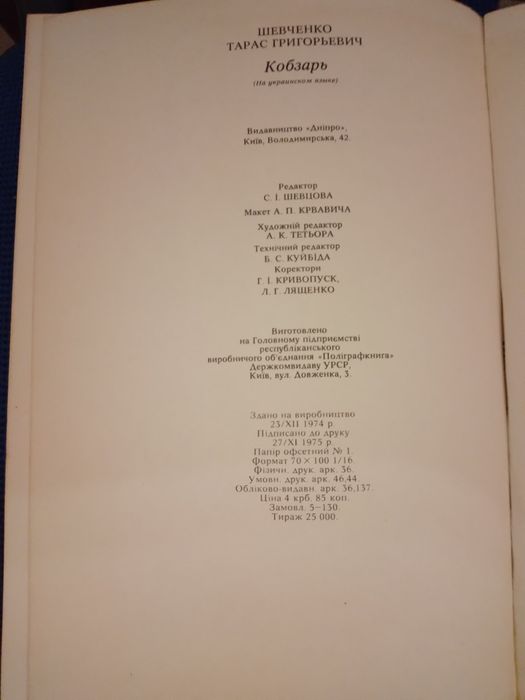 ШЕВЧЕНКО
ТАРАС ГРИГОРЬЕВИЧ
Кобзарь
(На украинском языке)
Видавництво «Дніпро»,
Київ, Володимирська, 42.
Редактор
С. І. ШЕВЦОВА
Макет А. П. КРВАВИЧА
Художній редактор
А. К. ТЕТЬОРА
Технічний редактор
Б. С. КУЙБІДА
Коректори
Г. І. КРИВОПУСК,
Л. Г. ЛЯЩЕНКО
Виготовлено
на Головному підприємстві
республіканського
виробничого об'єднання «Поліграфкнига»
Держкомвидаву УРСР,
Київ, вул. Довженка, 3.
Здано на виробництво
23/XII 1974 р.
Підписано до друку
27/XI 1975 р.
Папір офсетний № 1.
Формат 70 × 100 1/16.
Фізичн. друк. арк. 36.
Умовн. друк. арк. 46,44.
Обліково-видавн. арк. 36,137.
Ціна 4 крб. 85 коп.
Замовл. 5–130.
Тираж 25 000.